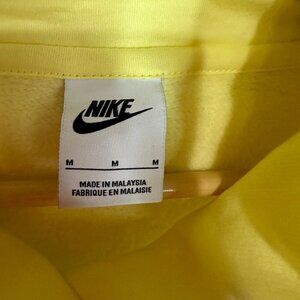 NIKE
M M M
MADE IN MALAYSIA
FABRIQUE EN MALAISIE